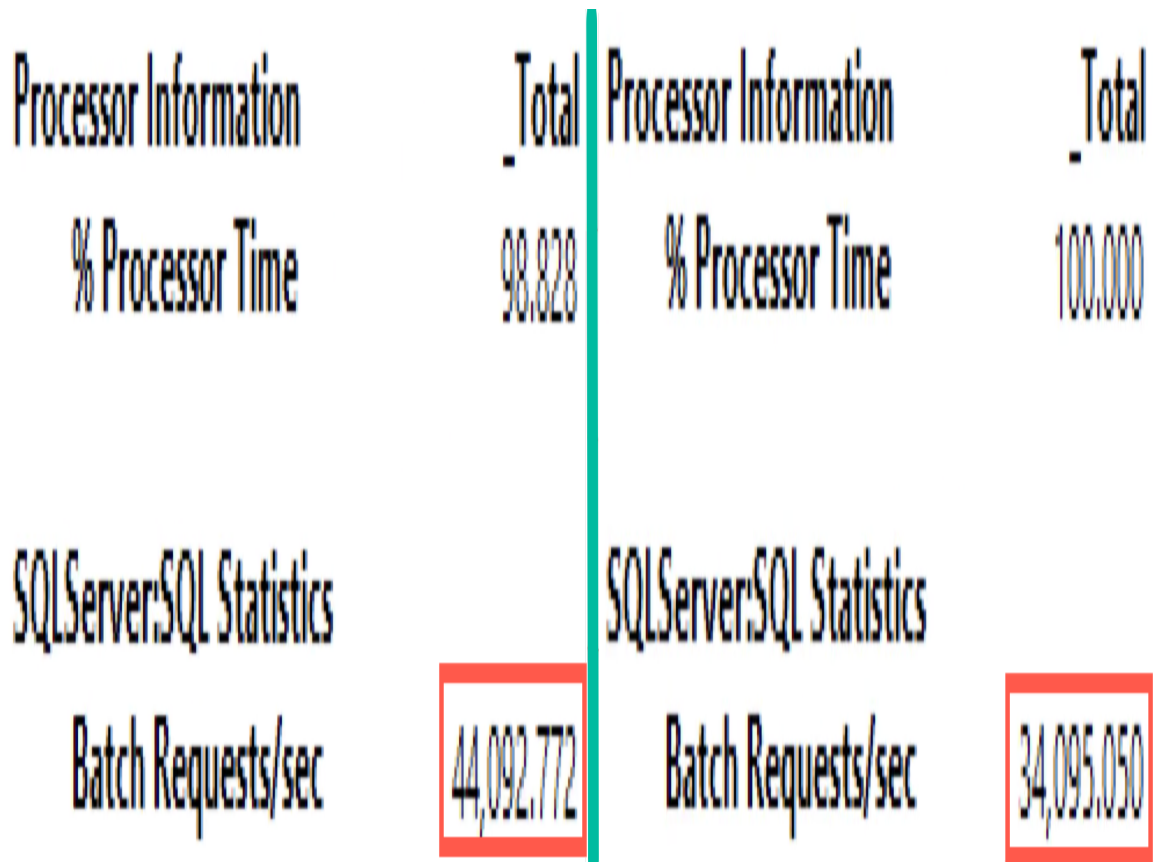 Processor Information _Total
% Processor Time 98.828
SQLServer:SQL Statistics
Batch Requests/sec 44,092.772
Processor Information _Total
% Processor Time 100.000
SQLServer:SQL Statistics
Batch Requests/sec 34,095.050